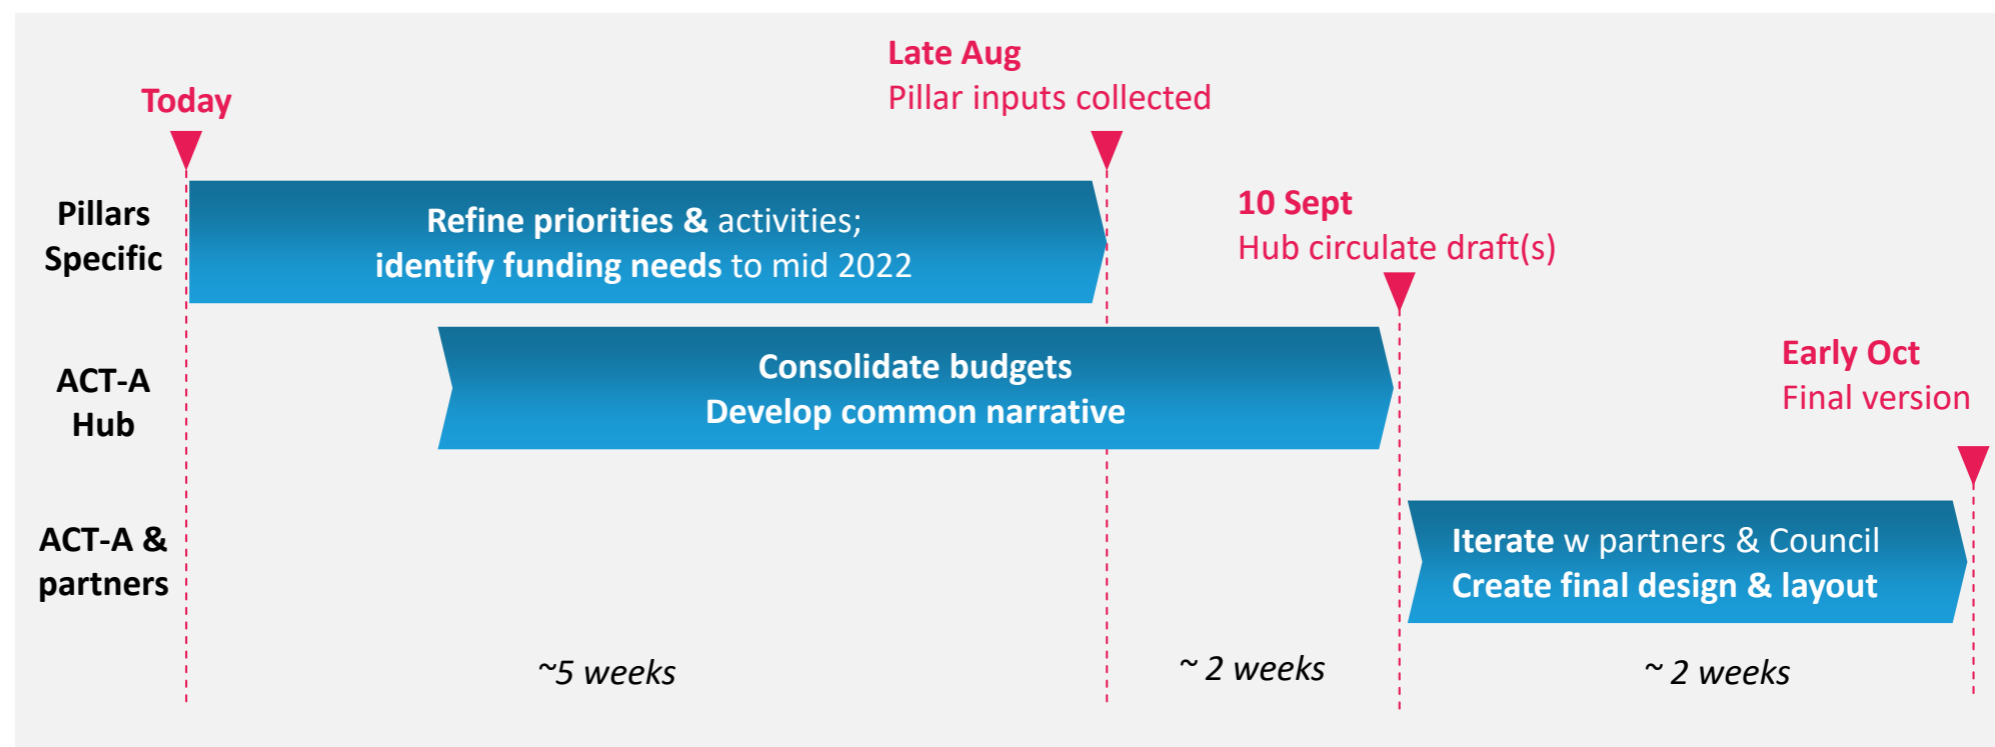 Today
Late Aug
Pillar inputs collected
Pillars
Specific
Refine priorities & activities;
identify funding needs to mid 2022
10 Sept
Hub circulate draft(s)
ACT-A
Hub
Consolidate budgets
Develop common narrative
Early Oct
Final version
ACT-A &
partners
Iterate w partners & Council
Create final design & layout
~5 weeks
~ 2 weeks
~ 2 weeks